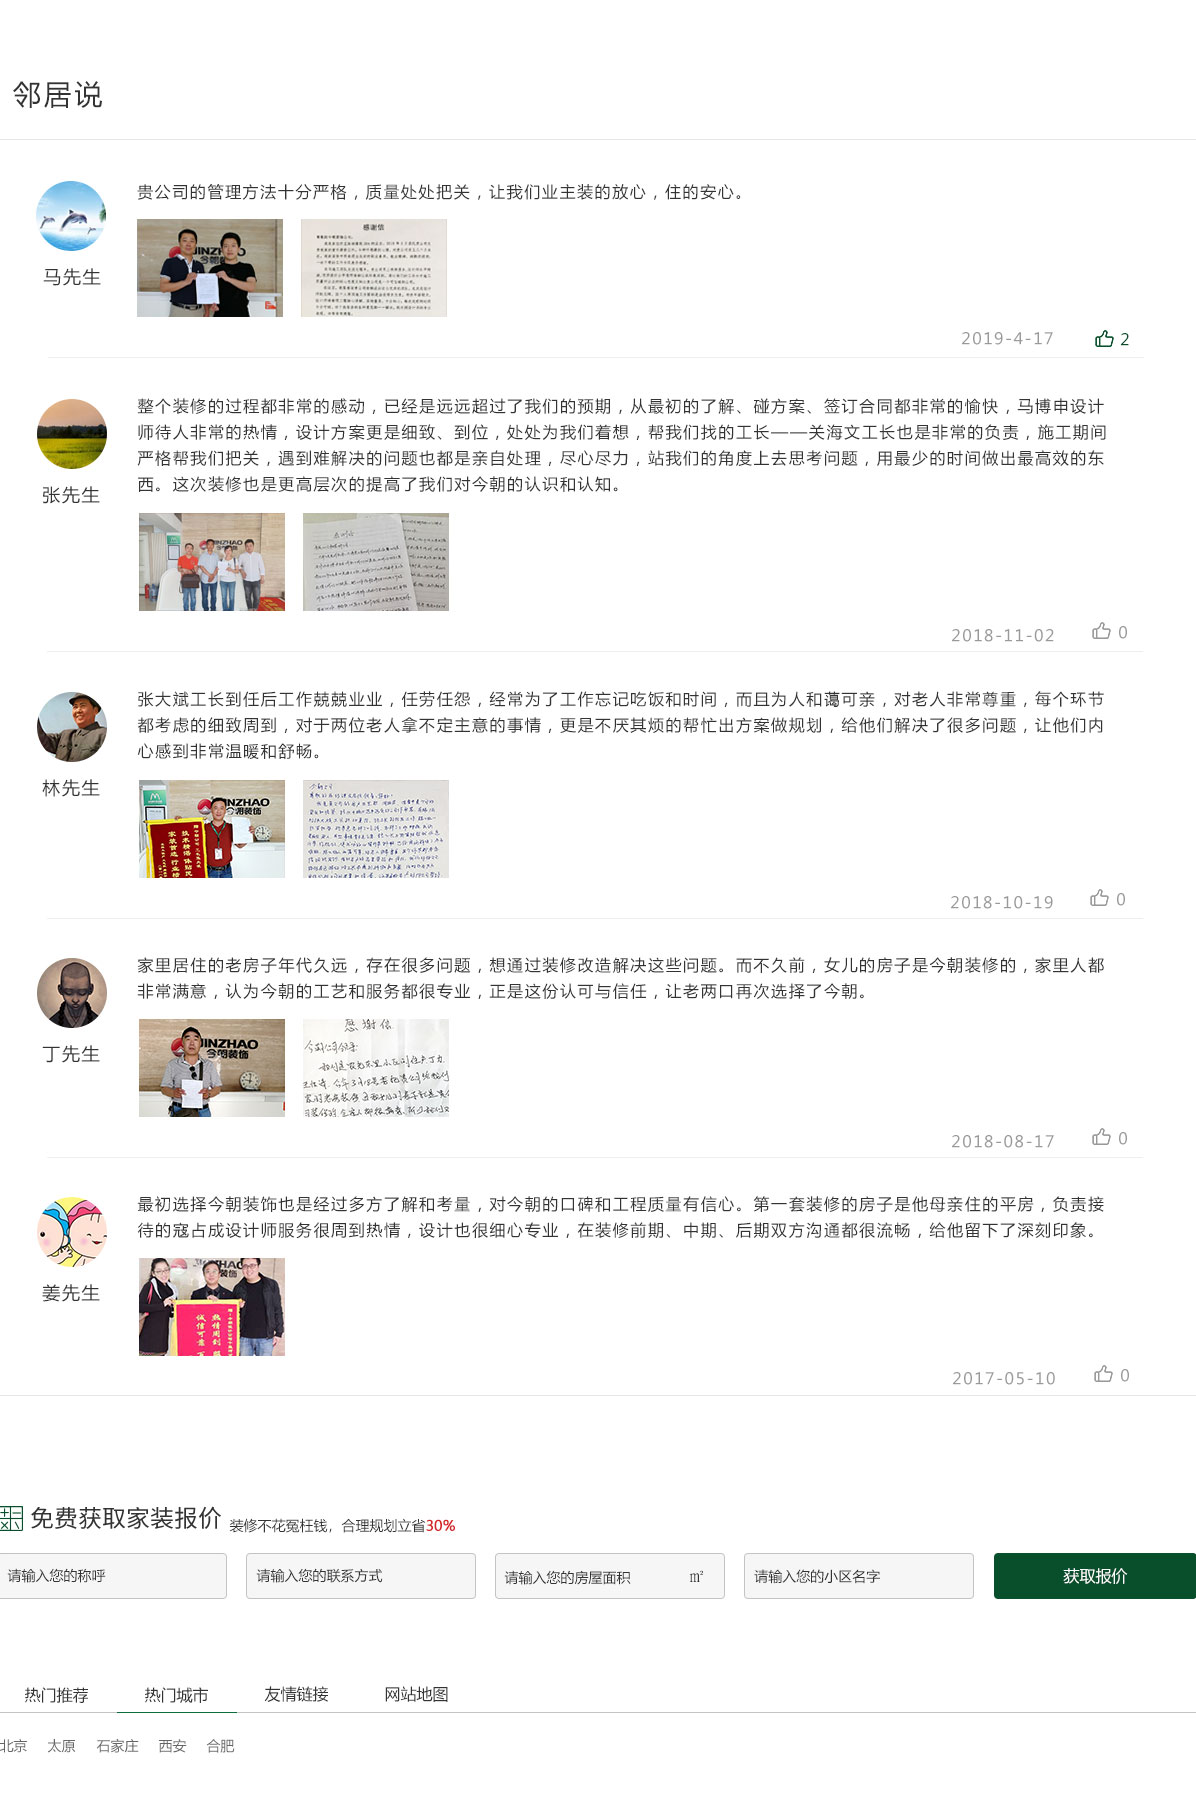 邻居说
贵公司的管理方法十分严格，质量处处把关，让我们业主装的放心，住的安心。
马先生
JINZHAO
感谢信
2019-4-17
2
整个装修的过程都非常的感动，已经是远远超过了我们的预期，从最初的了解、碰方案、签订合同都非常的愉快，马博申设计
师待人非常的热情，设计方案更是细致、到位，处处为我们着想，帮我们找的工长——关海文工长也是非常的负责，施工期间
严格帮我们把关，遇到难解决的问题也都是亲自处理，尽心尽力，站我们的角度上去思考问题，用最少的时间做出最高效的东
西。这次装修也是更高层次的提高了我们对今朝的认识和认知。
张先生
JINZHAO
2018-11-02
0
张大斌工长到任后工作兢兢业业，任劳任怨，经常为了工作忘记吃饭和时间，而且为人和蔼可亲，对老人非常尊重，每个环节
都考虑的细致周到，对于两位老人拿不定主意的事情，更是不厌其烦的帮忙出方案做规划，给他们解决了很多问题，让他们内
心感到非常温暖和舒畅。
林先生
JINZHAO
今朝装饰
2018-10-19
0
家里居住的老房子年代久远，存在很多问题，想通过装修改造解决这些问题。而不久前，女儿的房子是今朝装修的，家里人都
非常满意，认为今朝的工艺和服务都很专业，正是这份认可与信任，让老两口再次选择了今朝。
丁先生
JINZHAO
今朝装饰
感谢信
2018-08-17
0
最初选择今朝装饰也是经过多方了解和考量，对今朝的口碑和工程质量有信心。第一套装修的房子是他母亲住的平房，负责接
待的寇占成设计师服务很周到热情，设计也很细心专业，在装修前期、中期、后期双方沟通都很流畅，给他留下了深刻印象。
姜先生
热情周到
诚信可靠
2017-05-10
0
免费获取家装报价 装修不花冤枉钱，合理规划立省30%
请输入您的称呼 请输入您的联系方式 请输入您的房屋面积 ㎡ 请输入您的小区名字 获取报价
热门推荐 热门城市 友情链接 网站地图
北京 太原 石家庄 西安 合肥